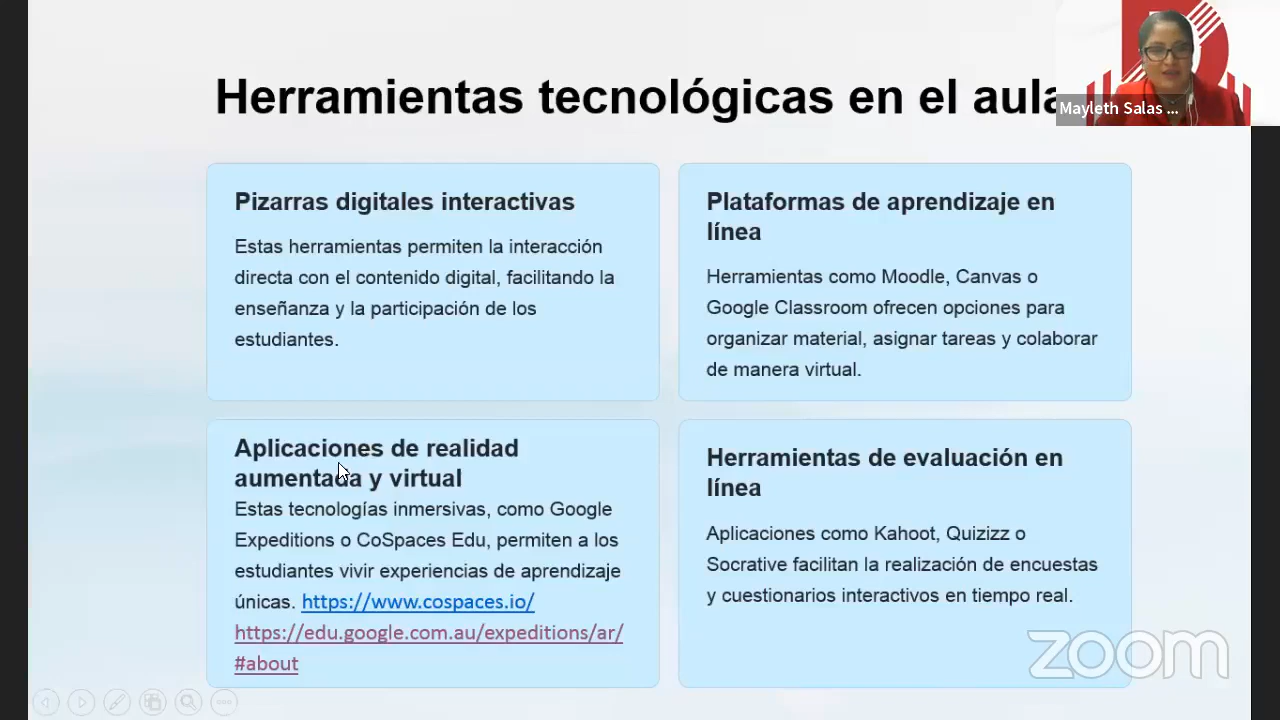 Herramientas tecnológicas en el aula
Mayleth Salas ...
Pizarras digitales interactivas
Estas herramientas permiten la interacción
directa con el contenido digital, facilitando la
enseñanza y la participación de los
estudiantes.
Plataformas de aprendizaje en
línea
Herramientas como Moodle, Canvas o
Google Classroom ofrecen opciones para
organizar material, asignar tareas y colaborar
de manera virtual.
Aplicaciones de realidad
aumentada y virtual
Estas tecnologías inmersivas, como Google
Expeditions o CoSpaces Edu, permiten a los
estudiantes vivir experiencias de aprendizaje
únicas. https://www.cospaces.io/
https://edu.google.com.au/expeditions/ar/
#about
Herramientas de evaluación en
línea
Aplicaciones como Kahoot, Quizizz o
Socrative facilitan la realización de encuestas
y cuestionarios interactivos en tiempo real.
zoom